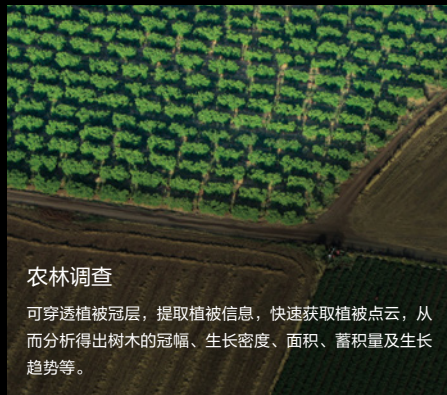 农林调查
可穿透植被冠层，提取植被信息，快速获取植被点云，从
而分析得出树木的冠幅、生长密度、面积、蓄积量及生长
趋势等。